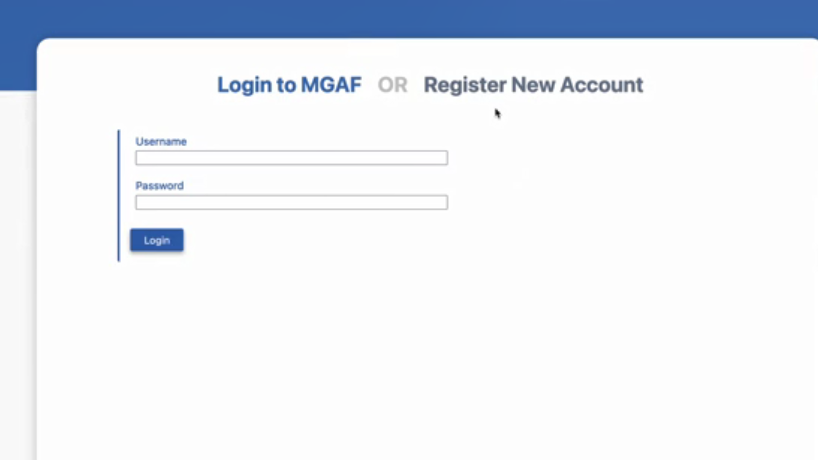 Login to MGAF OR Register New Account
Username
Password
Login